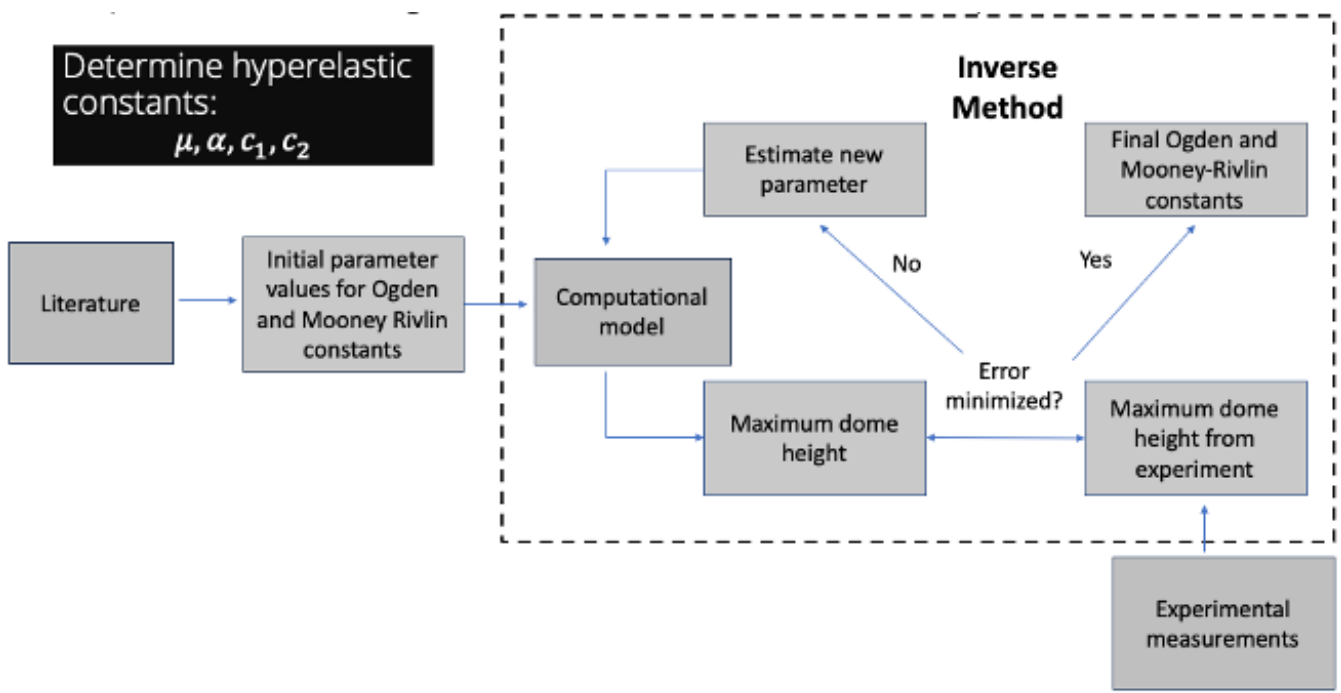 Determine hyperelastic
constants:
μ, α, c₁, c₂
Inverse
Method
Estimate new
parameter
Final Ogden and
Mooney-Rivlin
constants
Literature
Initial parameter
values for Ogden
and Mooney Rivlin
constants
Computational
model
No
Yes
Error
minimized?
Maximum dome
height
Maximum dome
height from
experiment
Experimental
measurements